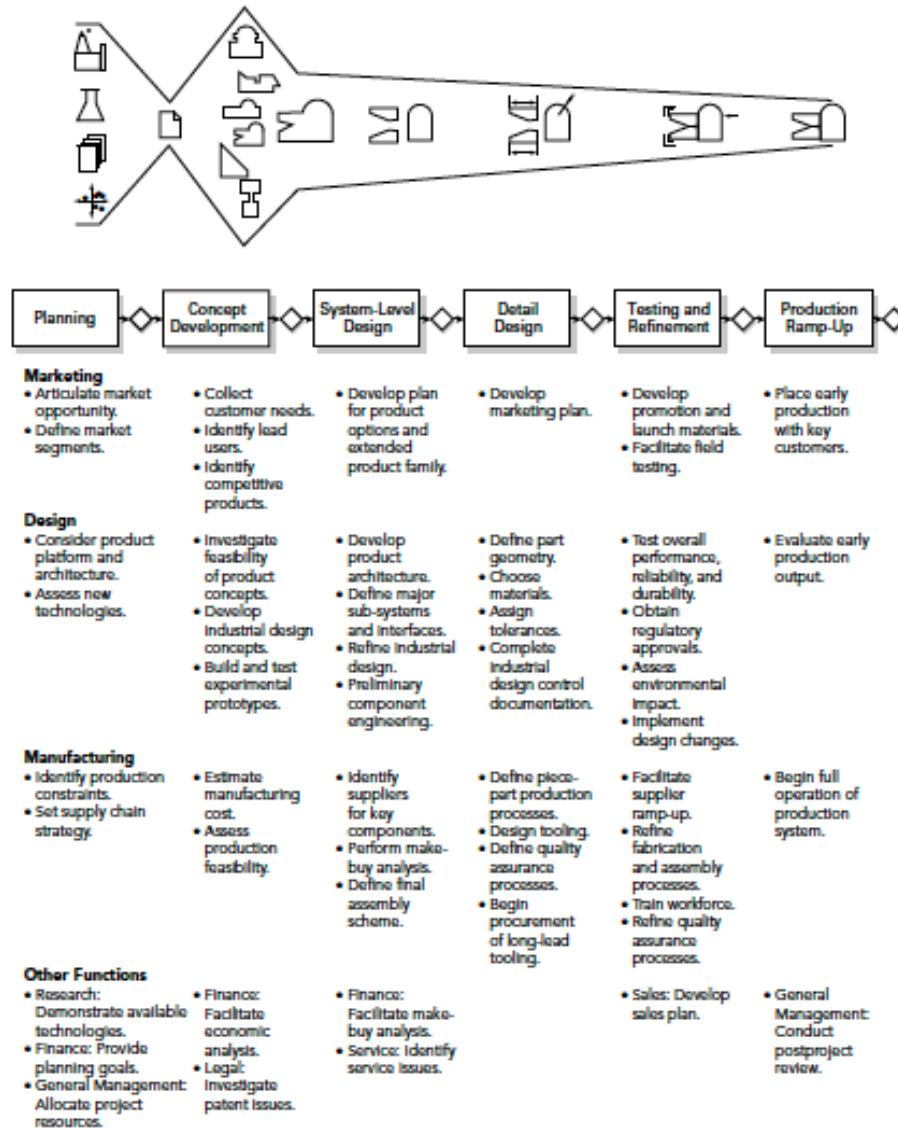 Planning
Concept
Development
System-Level
Design
Detail
Design
Testing and
Refinement
Production
Ramp-Up
Marketing
• Articulate market
opportunity.
• Define market
segments.
• Collect
customer needs.
• Identify lead
users.
• Identify
competitive
products.
• Develop plan
for product
options and
extended
product family.
• Develop
marketing plan.
• Develop
promotion and
launch materials.
• Facilitate field
testing.
• Place early
production
with key
customers.
Design
• Consider product
platform and
architecture.
• Assess new
technologies.
• Investigate
feasibility
of product
concepts.
• Develop
industrial design
concepts.
• Build and test
experimental
prototypes.
• Develop
product
architecture.
• Define major
sub-systems
and interfaces.
• Refine industrial
design.
• Preliminary
component
engineering.
• Define part
geometry.
• Choose
materials.
• Assign
tolerances.
• Complete
industrial
design control
documentation.
• Test overall
performance,
reliability, and
durability.
• Obtain
regulatory
approvals.
• Assess
environmental
impact.
• Implement
design changes.
• Evaluate early
production
output.
Manufacturing
• Identify production
constraints.
• Set supply chain
strategy.
• Estimate
manufacturing
cost.
• Assess
production
feasibility.
• Identify
suppliers
for key
components.
• Perform make-
buy analysis.
• Define final
assembly
scheme.
• Define piece-
part production
processes.
• Design tooling.
• Define quality
assurance
processes.
• Begin
procurement
of long-lead
tooling.
• Facilitate
supplier
ramp-up.
• Refine
fabrication
and assembly
processes.
• Train workforce.
• Refine quality
assurance
processes.
• Begin full
operation of
production
system.
Other Functions
• Research:
Demonstrate available
technologies.
• Finance: Provide
planning goals.
• General Management:
Allocate project
resources.
• Finance:
Facilitate
economic
analysis.
• Legal:
Investigate
patent issues.
• Finance:
Facilitate make-
buy analysis.
• Service: Identify
service issues.
• Sales: Develop
sales plan.
• General
Management:
Conduct
postproject
review.